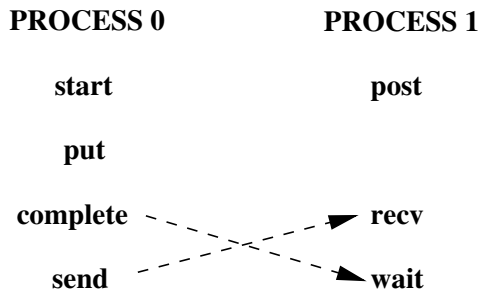 PROCESS 0 PROCESS 1
start post
put
complete recv
send wait